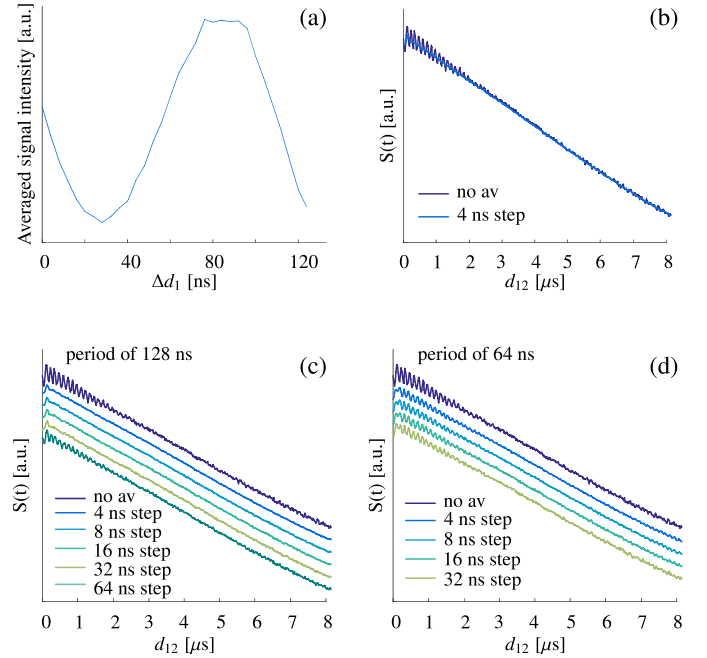 (a)
Averaged signal intensity [a.u.]
0 40 80 120
Δd1 [ns]
(b)
S(t) [a.u.]
no av
4 ns step
0 1 2 3 4 5 6 7 8
d12 [μs]
period of 128 ns
(c)
S(t) [a.u.]
no av
4 ns step
8 ns step
16 ns step
32 ns step
64 ns step
0 1 2 3 4 5 6 7 8
d12 [μs]
period of 64 ns
(d)
S(t) [a.u.]
no av
4 ns step
8 ns step
16 ns step
32 ns step
0 1 2 3 4 5 6 7 8
d12 [μs]